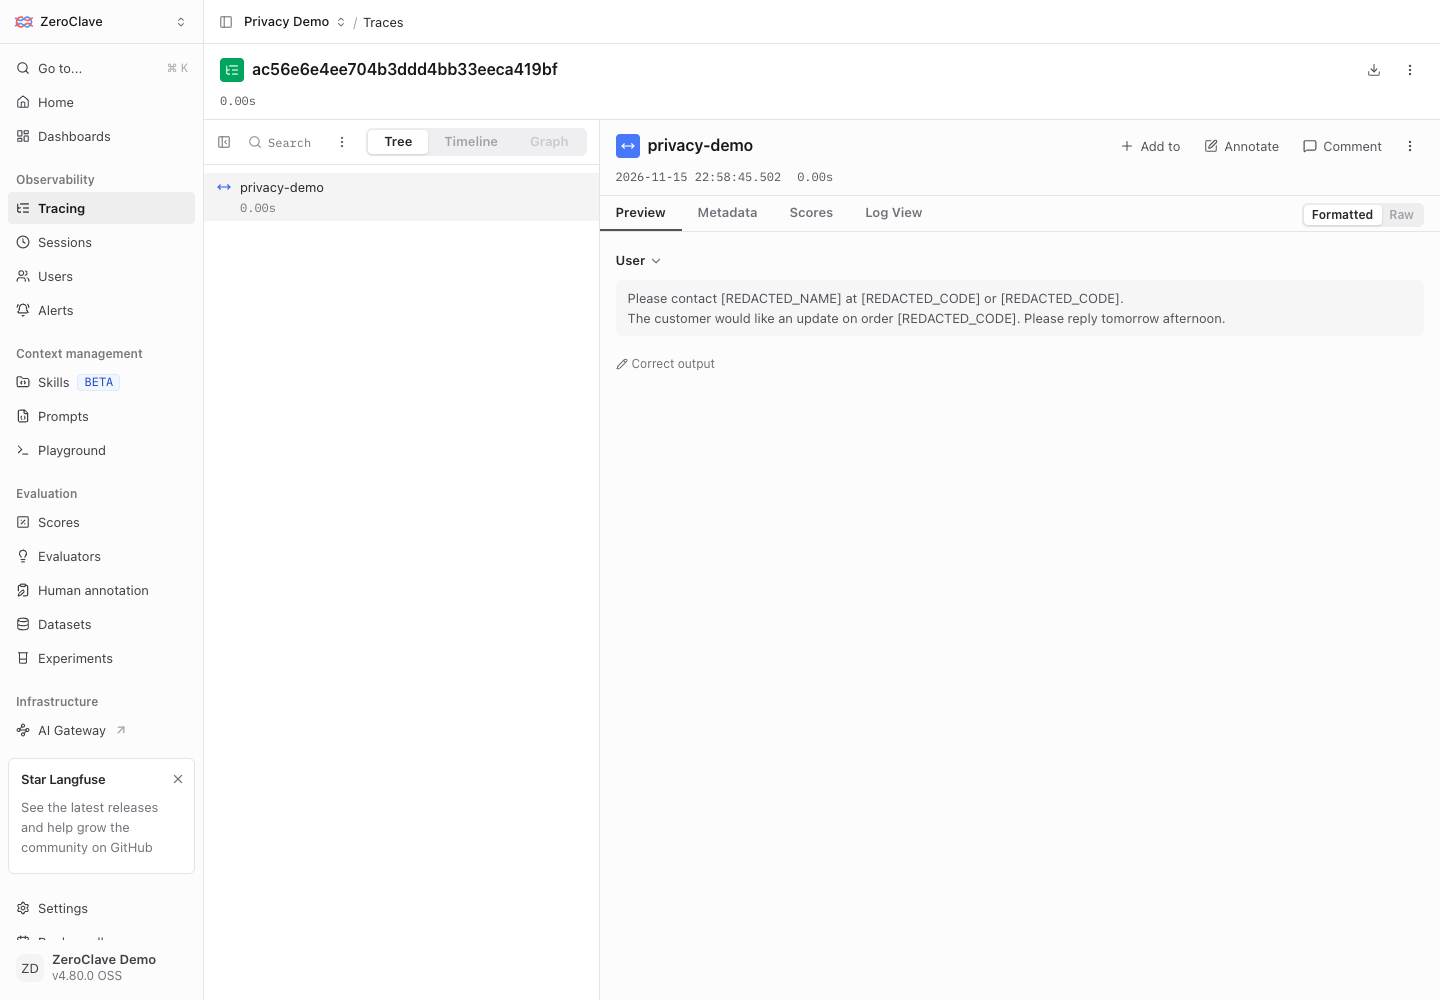 ZeroClave
Privacy Demo / Traces
Go to... ⌘ K
Home
Dashboards
Observability
Tracing
Sessions
Users
Alerts
Context management
Skills BETA
Prompts
Playground
Evaluation
Scores
Evaluators
Human annotation
Datasets
Experiments
Infrastructure
AI Gateway
Star Langfuse
See the latest releases
and help grow the
community on GitHub
Settings
ZD ZeroClave Demo
v4.80.0 OSS
ac56e6e4ee704b3ddd4bb33eeca419bf
0.00s
Search Tree Timeline Graph
privacy-demo
0.00s
privacy-demo
Add to Annotate Comment
2026-11-15 22:58:45.502 0.00s
Preview Metadata Scores Log View Formatted Raw
User
Please contact [REDACTED_NAME] at [REDACTED_CODE] or [REDACTED_CODE].
The customer would like an update on order [REDACTED_CODE]. Please reply tomorrow afternoon.
Correct output